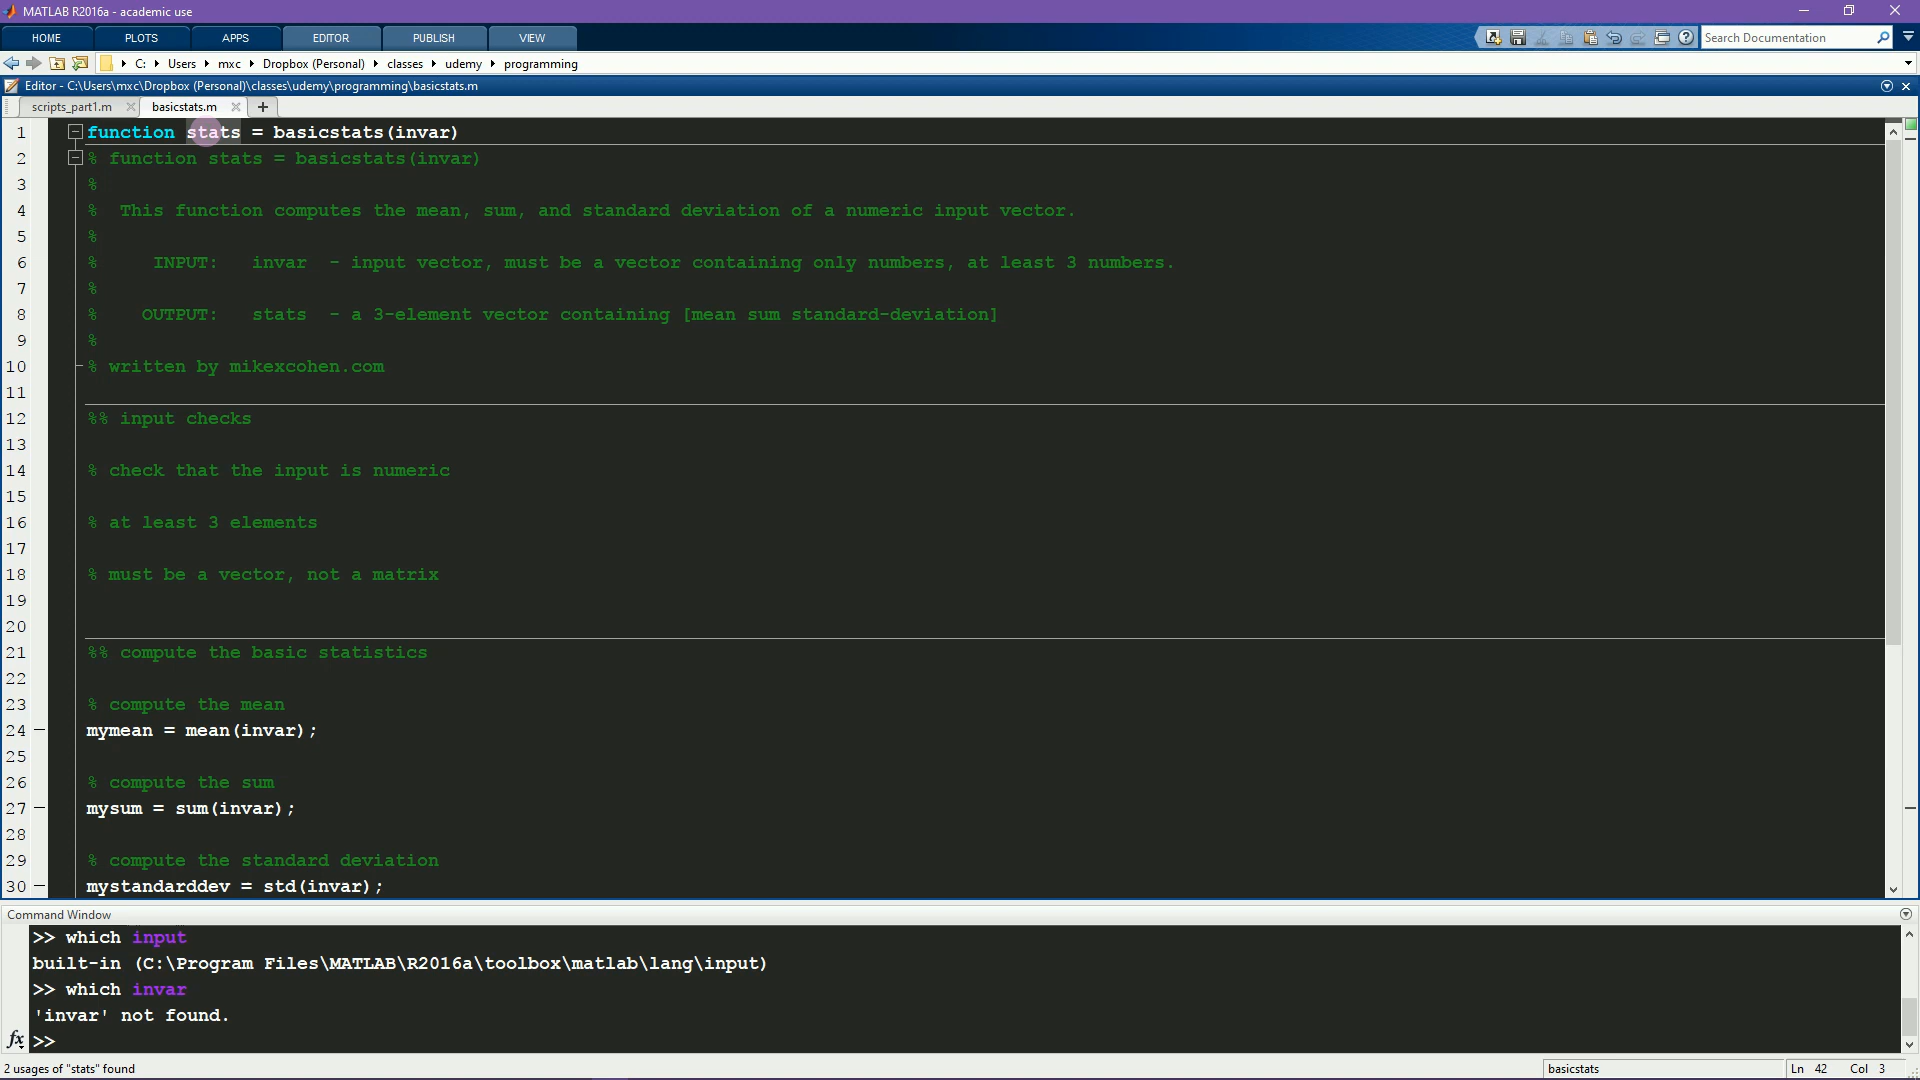 MATLAB R2016a - academic use
HOME PLOTS APPS EDITOR PUBLISH VIEW Search Documentation
C: Users mxc Dropbox (Personal) classes udemy programming
Editor - C:\Users\mxc\Dropbox (Personal)\classes\udemy\programming\basicstats.m
scripts_part1.m basicstats.m
1 function stats = basicstats(invar)
2 % function stats = basicstats(invar)
3 %
4 % This function computes the mean, sum, and standard deviation of a numeric input vector.
5 %
6 % INPUT: invar - input vector, must be a vector containing only numbers, at least 3 numbers.
7 %
8 % OUTPUT: stats - a 3-element vector containing [mean sum standard-deviation]
9 %
10 % written by mikexcohen.com
11
12 %% input checks
13
14 % check that the input is numeric
15
16 % at least 3 elements
17
18 % must be a vector, not a matrix
19
20
21 %% compute the basic statistics
22
23 % compute the mean
24 mymean = mean(invar);
25
26 % compute the sum
27 mysum = sum(invar);
28
29 % compute the standard deviation
30 mystandarddev = std(invar);
Command Window
>> which input
built-in (C:\Program Files\MATLAB\R2016a\toolbox\matlab\lang\input)
>> which invar
'invar' not found.
fx >>
2 usages of "stats" found basicstats Ln 42 Col 3